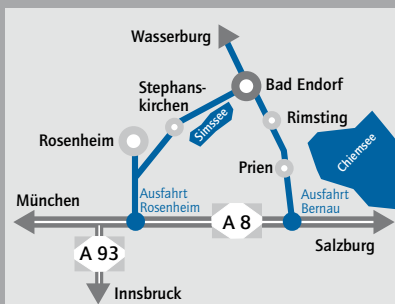 Wasserburg
Stephans-
kirchen
Bad Endorf
Simssee
Rimsting
Rosenheim
Chiemsee
Prien
München
Ausfahrt
Rosenheim
A 8
Ausfahrt
Bernau
Salzburg
A 93
Innsbruck